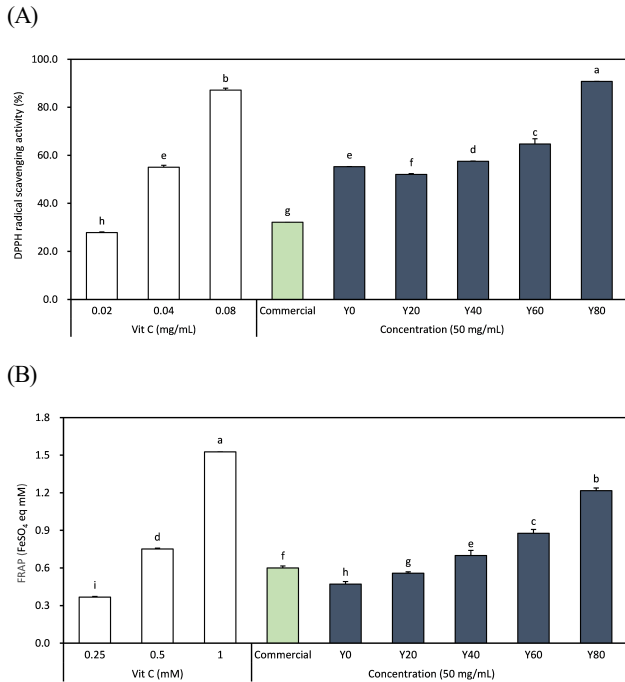 (A)
DPPH radical scavenging activity (%)
100.0
80.0
60.0
40.0
20.0
0.0
h
e
b
g
e
f
d
c
a
0.02 0.04 0.08 Commercial Y0 Y20 Y40 Y60 Y80
Vit C (mg/mL) Concentration (50 mg/mL)
(B)
FRAP (FeSO₄ eq mM)
1.8
1.5
1.2
0.9
0.6
0.3
0.0
i
d
a
f
h
g
e
c
b
0.25 0.5 1 Commercial Y0 Y20 Y40 Y60 Y80
Vit C (mM) Concentration (50 mg/mL)